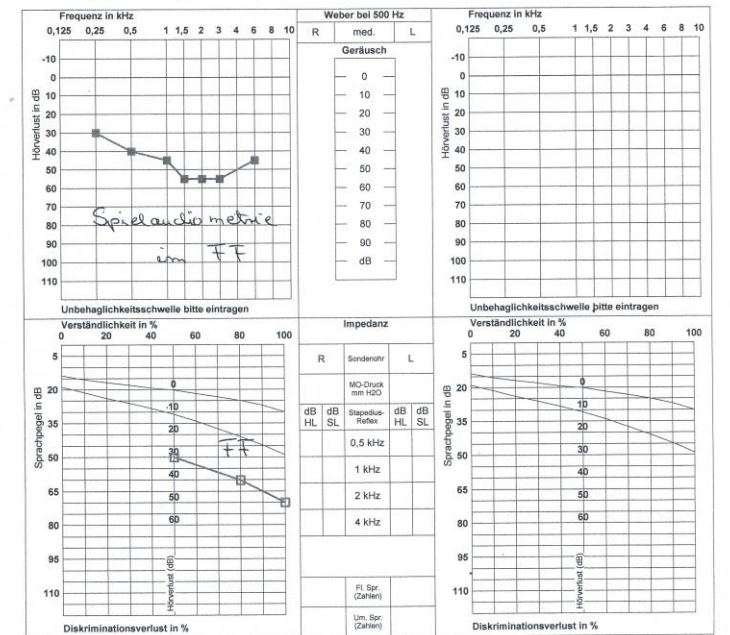 Frequenz in kHz
0,125 0,25 0,5 1 1,5 2 3 4 6 8 10
-10
0
10
20
30
40
50
60
70
80
90
100
110
Hörverlust in dB
Spielaudiometrie
im FF
Unbehaglichkeitsschwelle bitte eintragen
Weber bei 500 Hz
R med. L
Geräusch
0
10
20
30
40
50
60
70
80
90
dB
Frequenz in kHz
0,125 0,25 0,5 1 1,5 2 3 4 6 8 10
-10
0
10
20
30
40
50
60
70
80
90
100
110
Hörverlust in dB
Unbehaglichkeitsschwelle bitte eintragen
Verständlichkeit in %
0 20 40 60 80 100
5
20
35
50
65
80
95
110
Sprachpegel in dB
0
10
20
30
40
50
60
FF
Hörverlust (dB)
Diskriminationsverlust in %
Impedanz
R Sondenohr L
MO-Druck
mm H2O
dB HL dB SL Stapedius-Reflex dB HL dB SL
0,5 kHz
1 kHz
2 kHz
4 kHz
Fl. Spr.
(Zahlen)
Um. Spr.
(Zahlen)
Verständlichkeit in %
0 20 40 60 80 100
5
20
35
50
65
80
95
110
Sprachpegel in dB
0
10
20
30
40
50
60
Hörverlust (dB)
Diskriminationsverlust in %